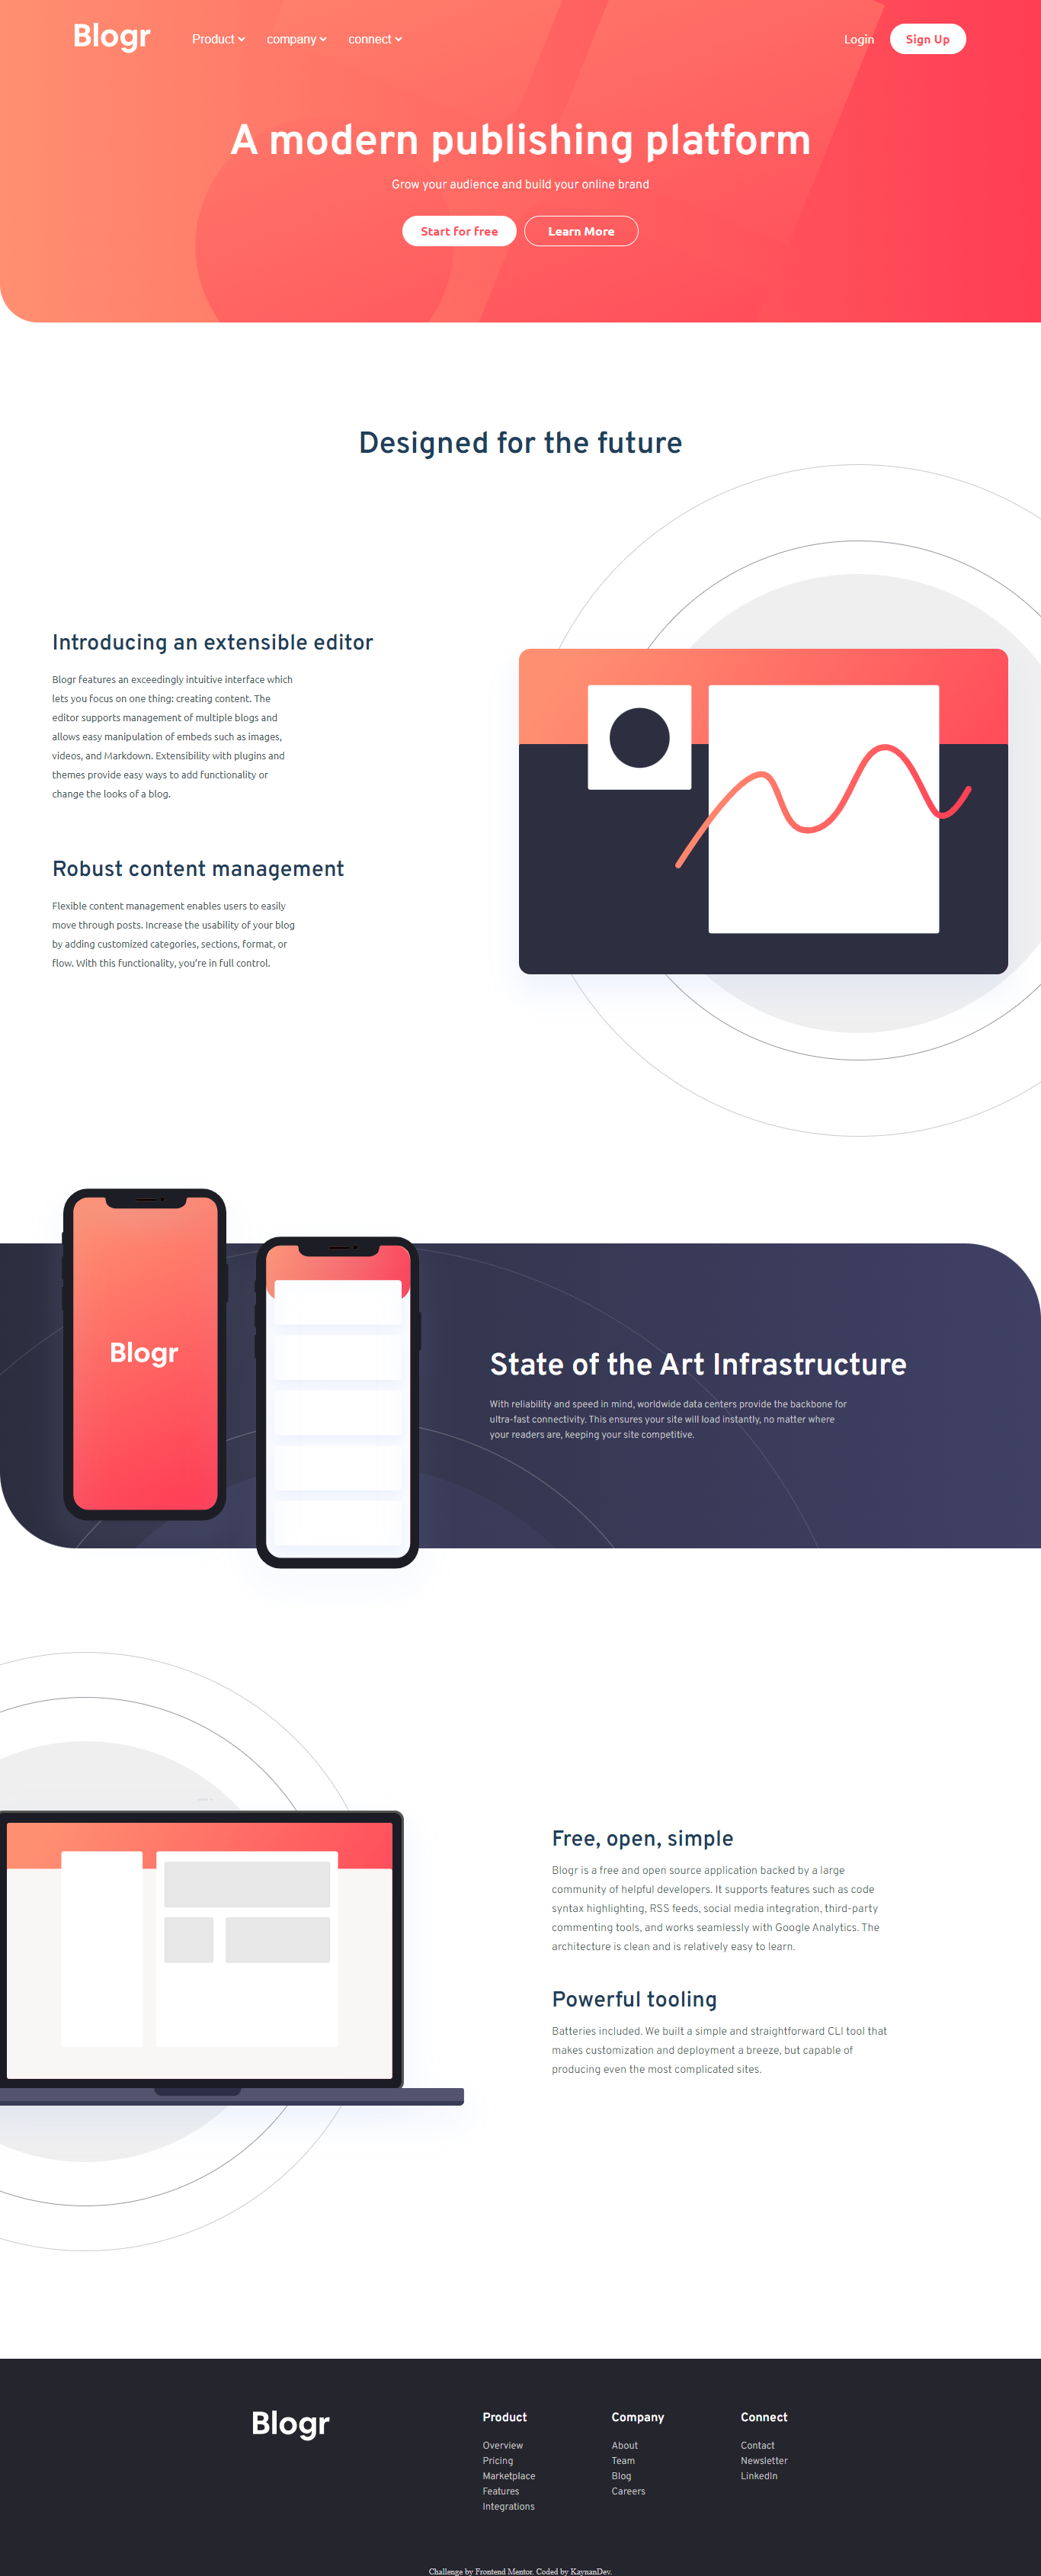 Blogr
Product company connect
Login Sign Up
A modern publishing platform
Grow your audience and build your online brand
Start for free Learn More
Designed for the future
Introducing an extensible editor
Blogr features an exceedingly intuitive interface which
lets you focus on one thing: creating content. The
editor supports management of multiple blogs and
allows easy manipulation of embeds such as images,
videos, and Markdown. Extensibility with plugins and
themes provide easy ways to add functionality or
change the looks of a blog.
Robust content management
Flexible content management enables users to easily
move through posts. Increase the usability of your blog
by adding customized categories, sections, format, or
flow. With this functionality, you're in full control.
Blogr
State of the Art Infrastructure
With reliability and speed in mind, worldwide data centers provide the backbone for
ultra-fast connectivity. This ensures your site will load instantly, no matter where
your readers are, keeping your site competitive.
Free, open, simple
Blogr is a free and open source application backed by a large
community of helpful developers. It supports features such as code
syntax highlighting, RSS feeds, social media integration, third-party
commenting tools, and works seamlessly with Google Analytics. The
architecture is clean and is relatively easy to learn.
Powerful tooling
Batteries included. We built a simple and straightforward CLI tool that
makes customization and deployment a breeze, but capable of
producing even the most complicated sites.
Blogr
Product
Overview
Pricing
Marketplace
Features
Integrations
Company
About
Team
Blog
Careers
Connect
Contact
Newsletter
LinkedIn
Challenge by Frontend Mentor. Coded by KaynanDev.